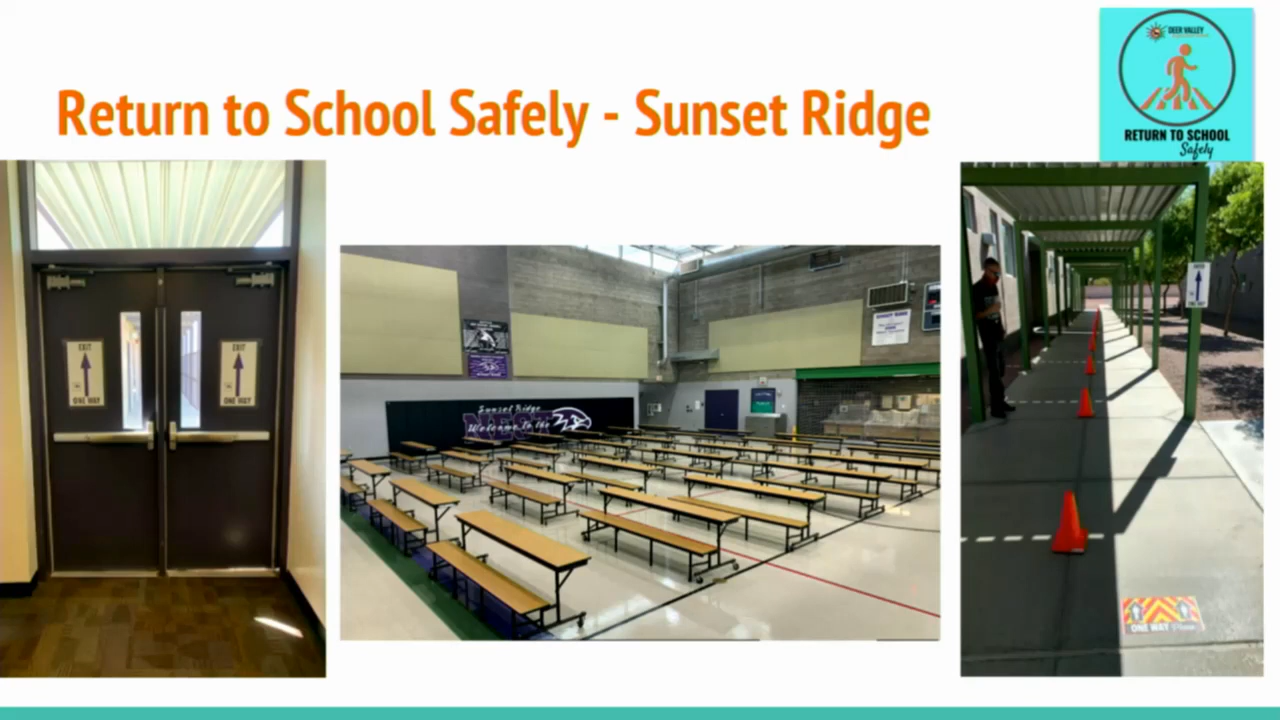 DEER VALLEY
Return to School Safely - Sunset Ridge
RETURN TO SCHOOL
Safely
EXIT
ONE WAY
EXIT
ONE WAY
Sunset Ridge
Welcome to the
NEST
ONE WAY